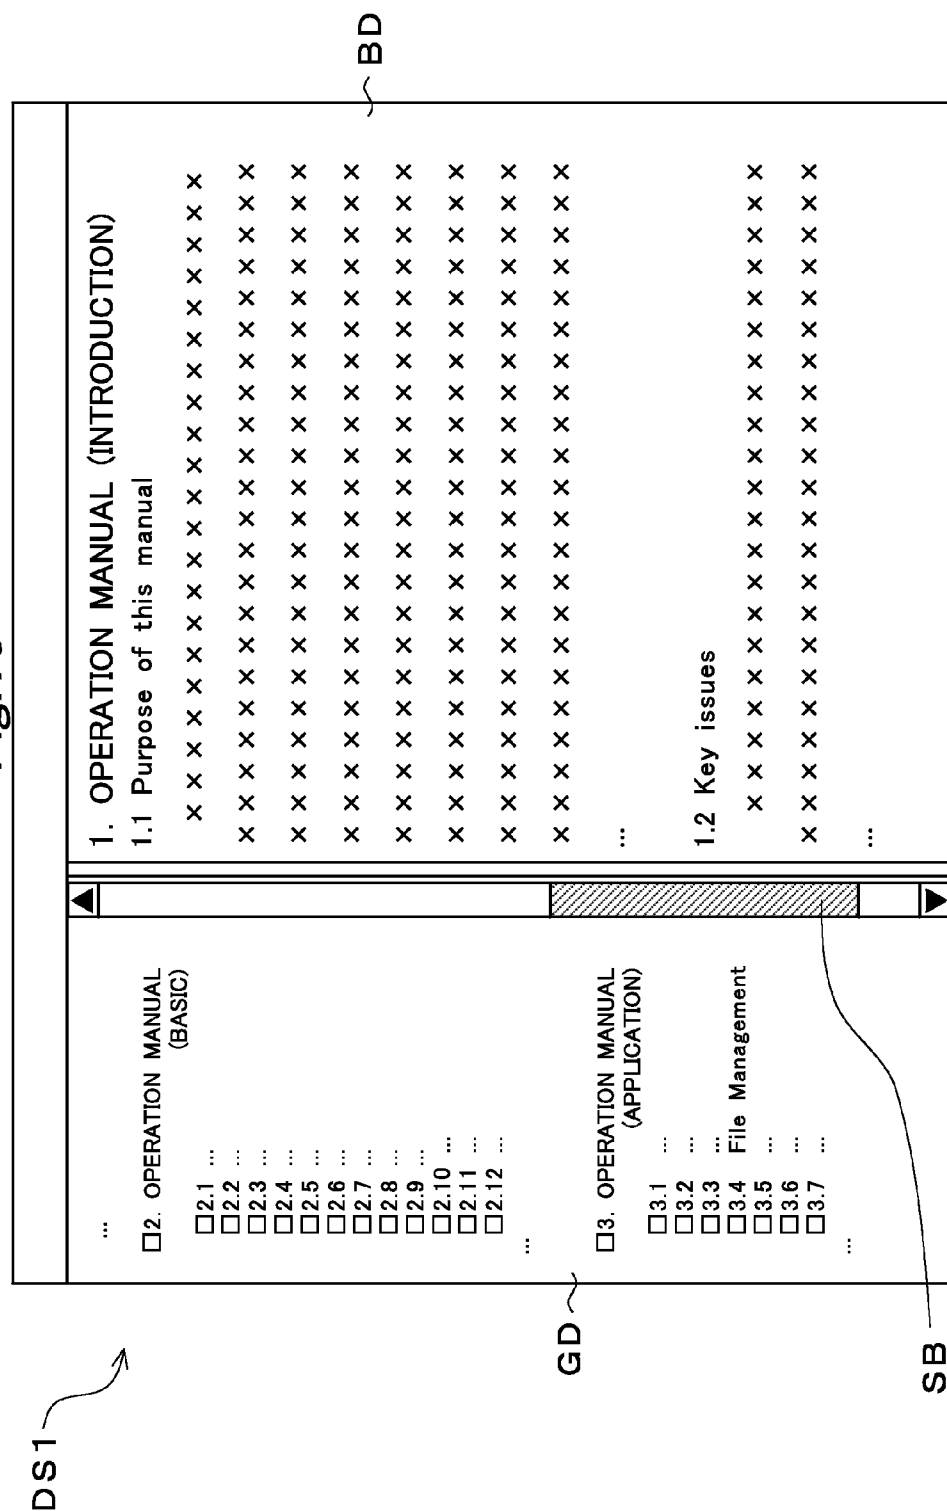 DS1
...
□2. OPERATION MANUAL
(BASIC)
□2.1 ...
□2.2 ...
□2.3 ...
□2.4 ...
□2.5 ...
□2.6 ...
□2.7 ...
□2.8 ...
□2.9 ...
□2.10 ...
□2.11 ...
□2.12 ...
...
□3. OPERATION MANUAL
(APPLICATION)
□3.1 ...
□3.2 ...
□3.3 ...
□3.4 File Management
□3.5 ...
□3.6 ...
□3.7 ...
...
GD
SB
1. OPERATION MANUAL (INTRODUCTION)
1.1 Purpose of this manual
× × × × × × × × × × × × × × × × × × × × ×
× × × × × × × × × × × × × × × × × × × × × ×
× × × × × × × × × × × × × × × × × × × × × ×
× × × × × × × × × × × × × × × × × × × × × ×
× × × × × × × × × × × × × × × × × × × × × ×
× × × × × × × × × × × × × × × × × × × × × ×
× × × × × × × × × × × × × × × × × × × × × ×
× × × × × × × × × × × × × × × × × × × × × ×
...
1.2 Key issues
× × × × × × × × × × × × × × × × × × × × ×
× × × × × × × × × × × × × × × × × × × × × ×
...
BD